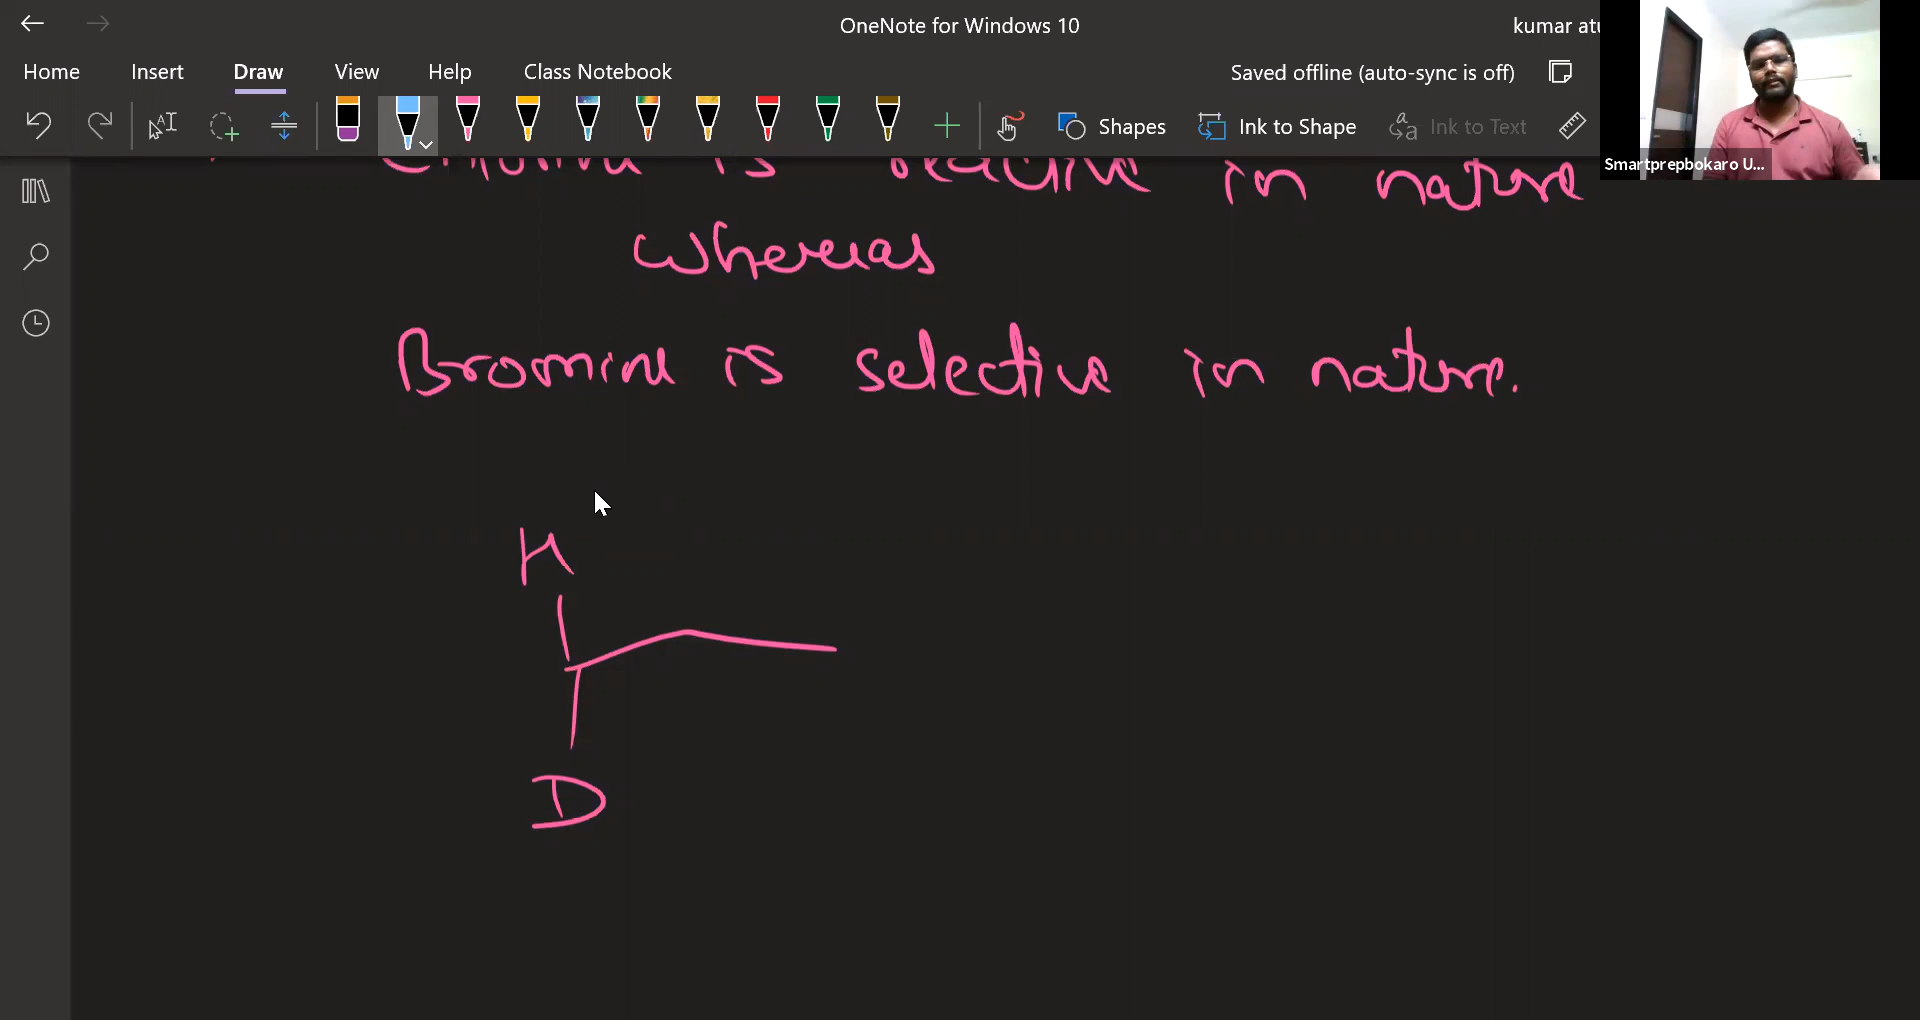 OneNote for Windows 10
kumar atu
Home Insert Draw View Help Class Notebook
Saved offline (auto-sync is off)
Shapes Ink to Shape Ink to Text
Smartprepbokaro U...
is reactive in nature
whereas
Bromine is selective in nature.
H
D